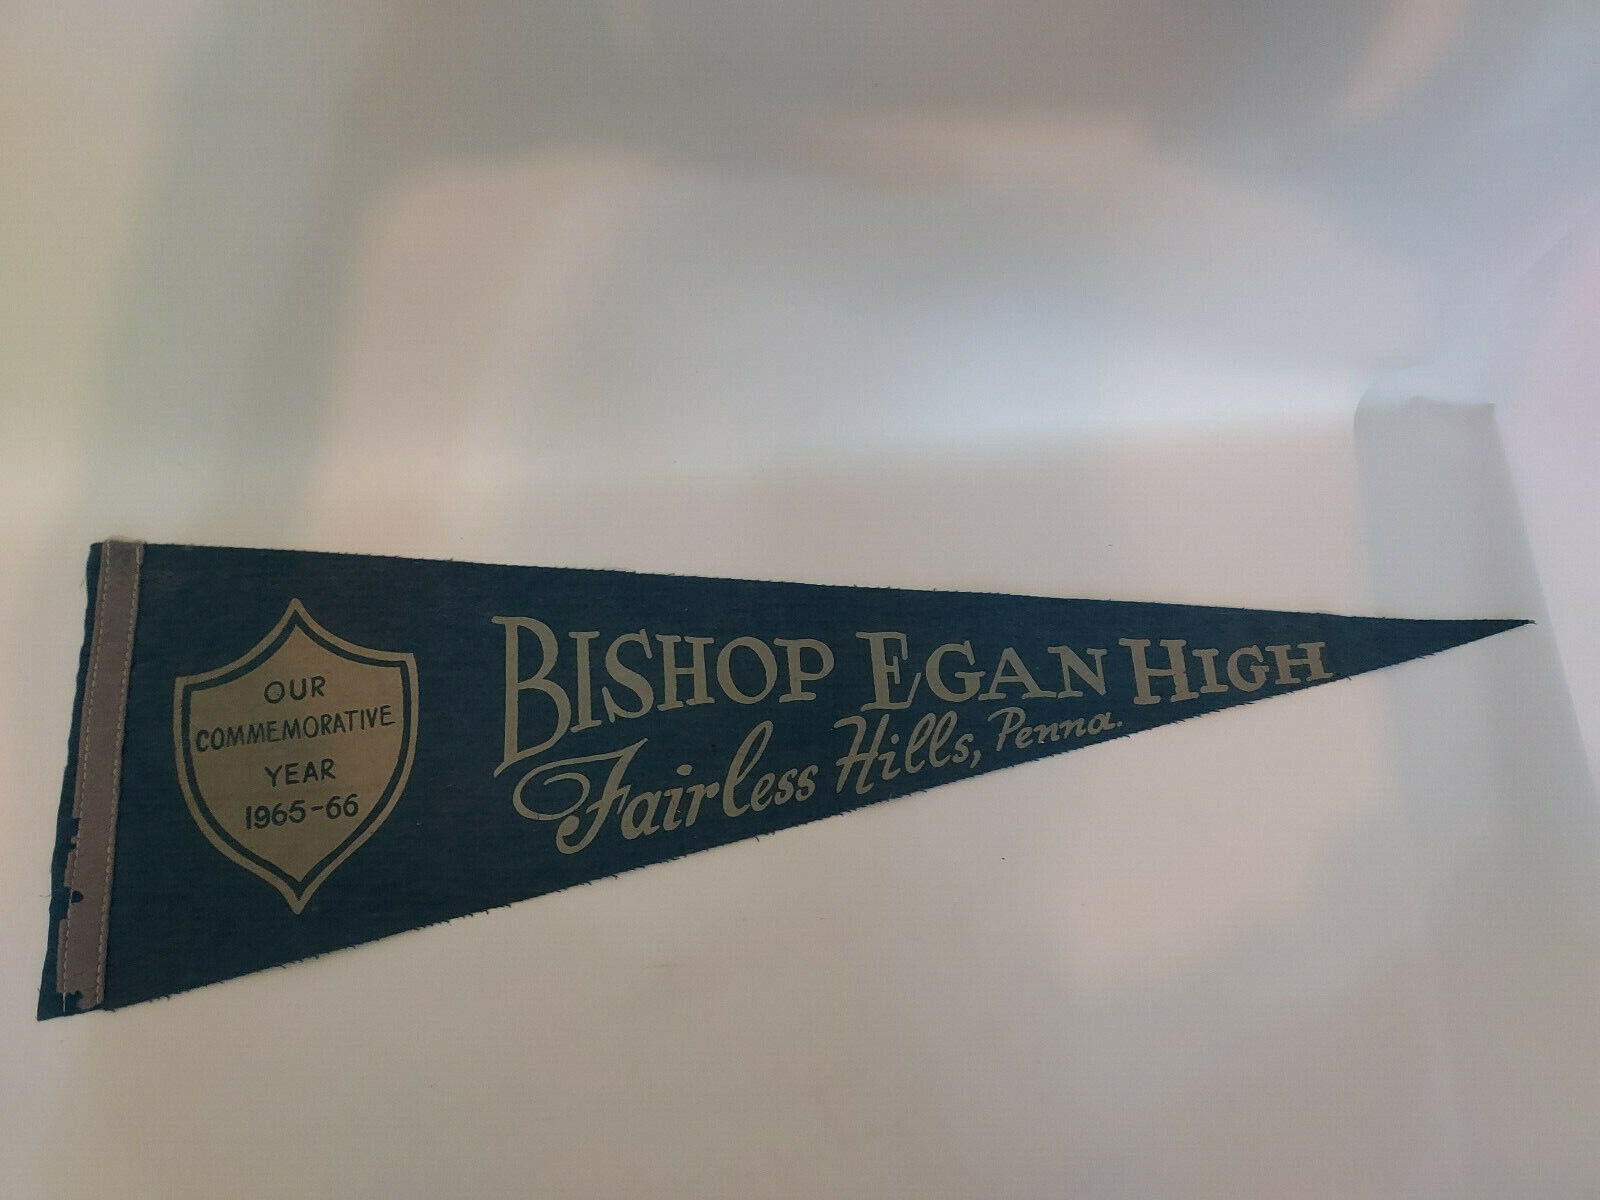 OUR
COMMEMORATIVE
YEAR
1965-66
BISHOP EGAN HIGH
Fairless Hills, Penna.